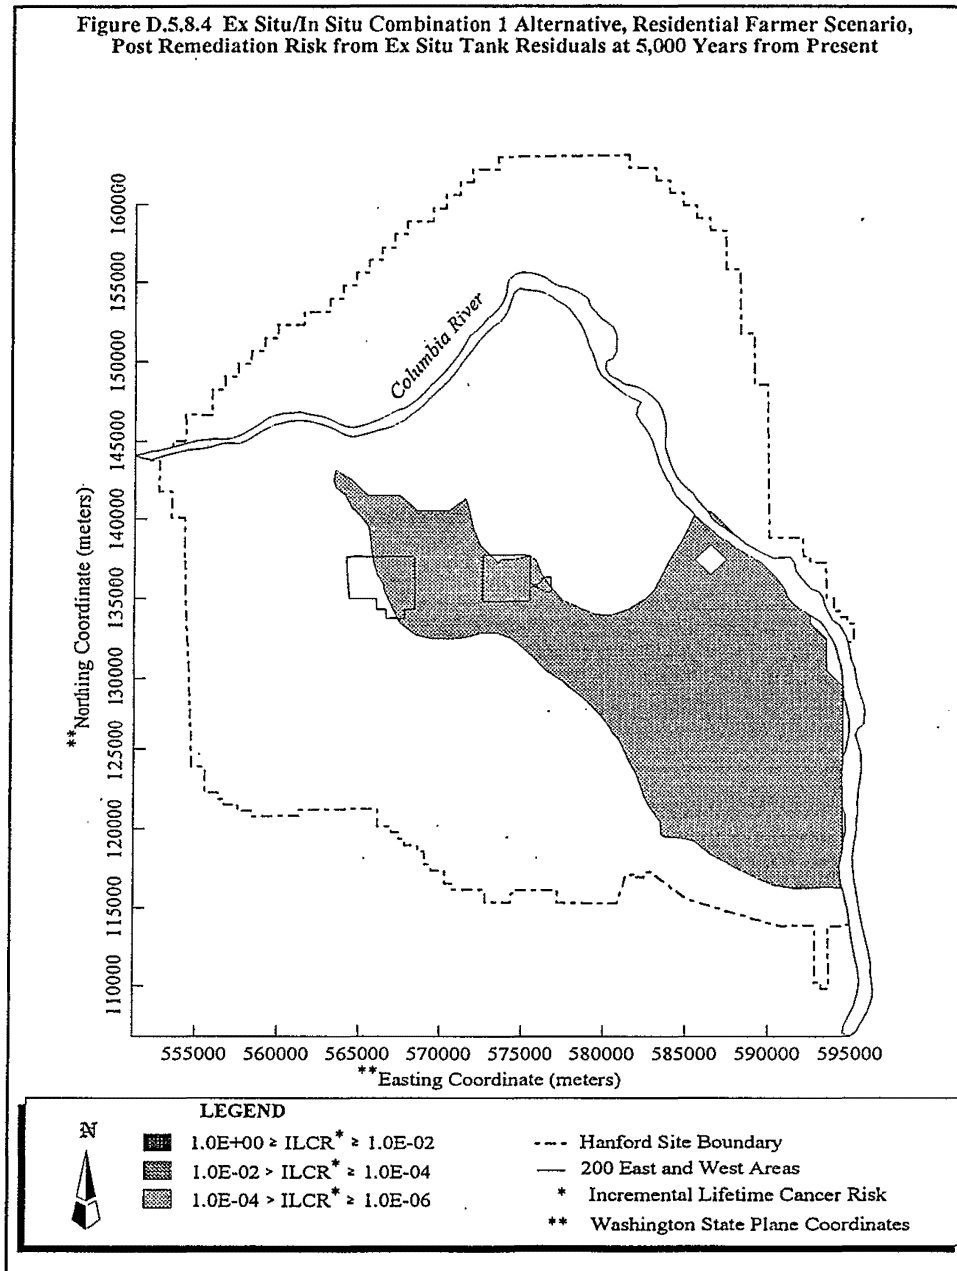 Figure D.5.8.4 Ex Situ/In Situ Combination 1 Alternative, Residential Farmer Scenario,
Post Remediation Risk from Ex Situ Tank Residuals at 5,000 Years from Present
160000
155000
150000
145000
140000
135000
130000
125000
120000
115000
110000
**Northing Coordinate (meters)
Columbia River
555000 560000 565000 570000 575000 580000 585000 590000 595000
**Easting Coordinate (meters)
LEGEND
N
1.0E+00 ≥ ILCR* ≥ 1.0E-02
1.0E-02 > ILCR* ≥ 1.0E-04
1.0E-04 > ILCR* ≥ 1.0E-06
Hanford Site Boundary
200 East and West Areas
* Incremental Lifetime Cancer Risk
** Washington State Plane Coordinates